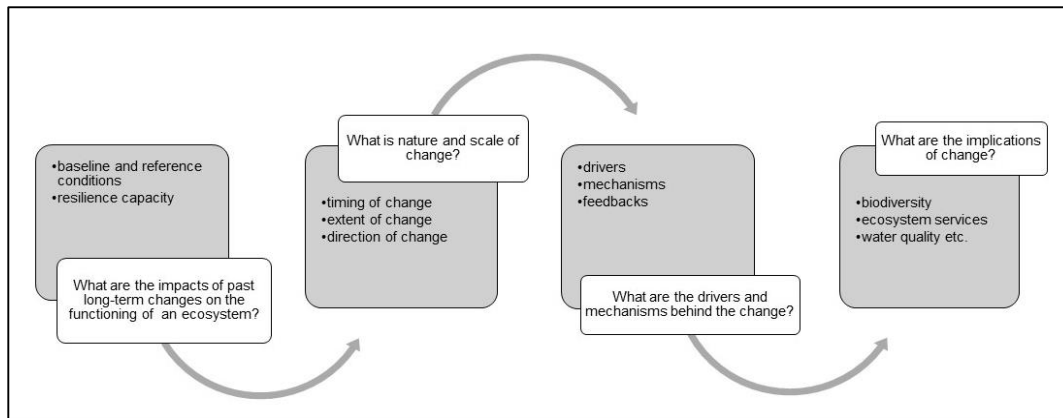 •baseline and reference
conditions
•resilience capacity
What are the impacts of past
long-term changes on the
functioning of an ecosystem?
What is nature and scale of
change?
•timing of change
•extent of change
•direction of change
•drivers
•mechanisms
•feedbacks
What are the drivers and
mechanisms behind the change?
What are the implications
of change?
•biodiversity
•ecosystem services
•water quality etc.